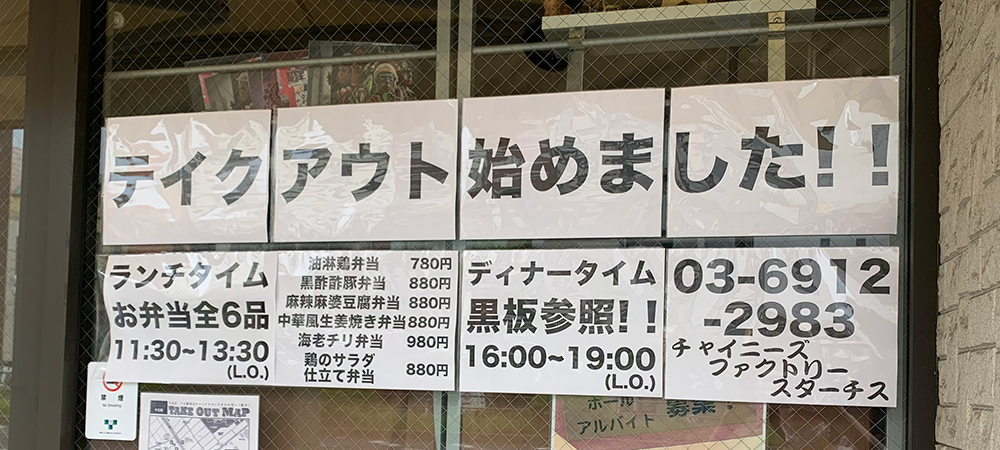 テイクアウト始めました！！
ランチタイム
お弁当全6品
11:30~13:30
(L.O.)
油淋鶏弁当 780円
黒酢酢豚弁当 880円
麻辣麻婆豆腐弁当 880円
中華風生姜焼き弁当 880円
海老チリ弁当 980円
鶏のサラダ
仕立て弁当 880円
ディナータイム
黒板参照！！
16:00~19:00
(L.O.)
03-6912
-2983
チャイニーズ
ファクトリー
スターチス
禁煙
TAKE OUT MAP
ホール
アルバイト
募集！